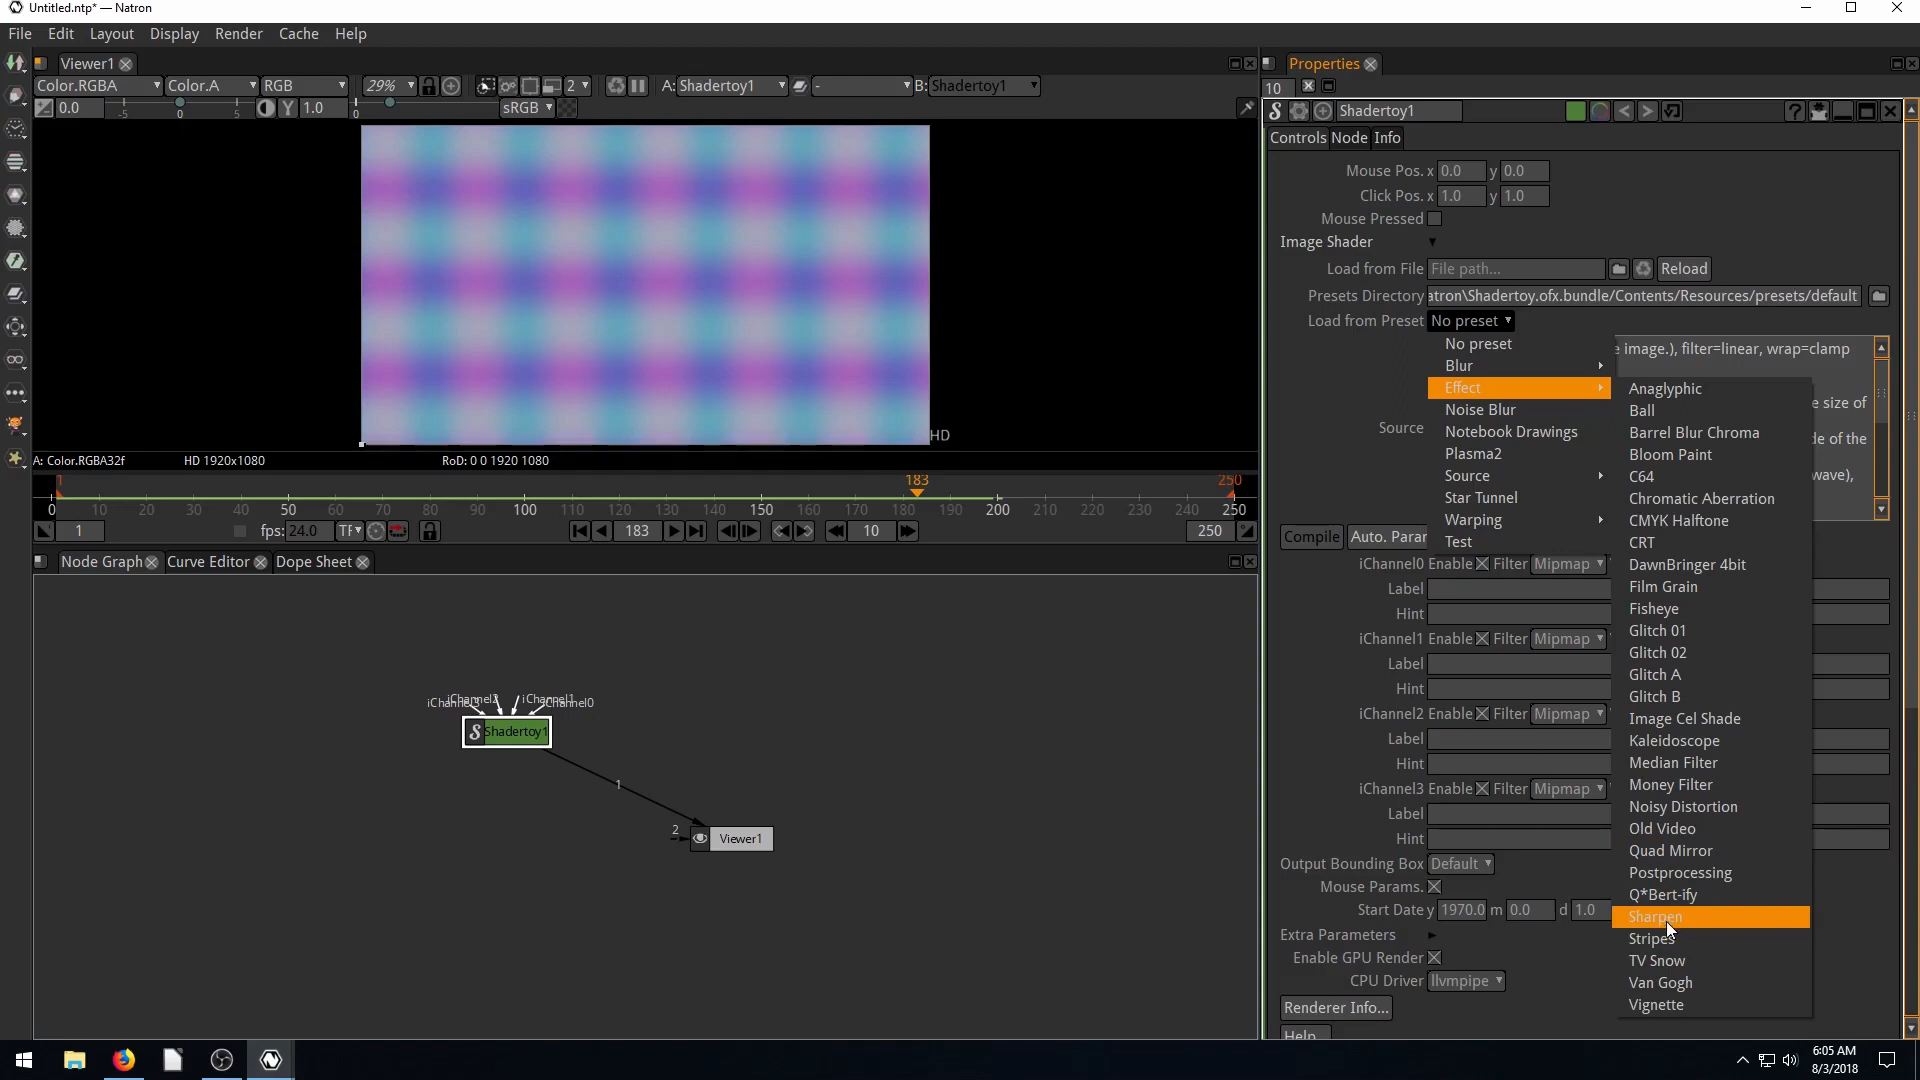 Untitled.ntp* — Natron
File Edit Layout Display Render Cache Help
Viewer1
Color.RGBA Color.A RGB 29% 2 A: Shadertoy1 - B: Shadertoy1
0.0 -5 0 5 Y 1.0 0 sRGB
HD
A: Color.RGBA32f HD 1920x1080 RoD: 0 0 1920 1080
1 183 250
0 10 20 30 40 50 60 70 80 90 100 110 120 130 140 150 160 170 180 190 200 210 220 230 240 250
1 fps: 24.0 183 10 250
Node Graph Curve Editor Dope Sheet
iChannel2 iChannel1
Shadertoy1
1
2 Viewer1
Properties
10
Shadertoy1
Controls Node Info
Mouse Pos. x 0.0 y 0.0
Click Pos. x 1.0 y 1.0
Mouse Pressed
Image Shader
Load from File File path... Reload
Presets Directory atron\Shadertoy.ofx.bundle/Contents/Resources/presets/default
Load from Preset No preset
No preset
Blur
Effect
Noise Blur
Notebook Drawings
Plasma2
Source
Star Tunnel
Warping
Test
e image.), filter=linear, wrap=clamp
e size of
de of the
wave),
Source
Anaglyphic
Ball
Barrel Blur Chroma
Bloom Paint
C64
Chromatic Aberration
CMYK Halftone
CRT
DawnBringer 4bit
Film Grain
Fisheye
Glitch 01
Glitch 02
Glitch A
Glitch B
Image Cel Shade
Kaleidoscope
Median Filter
Money Filter
Noisy Distortion
Old Video
Quad Mirror
Postprocessing
Q*Bert-ify
Sharpen
Stripes
TV Snow
Van Gogh
Vignette
Compile Auto. Param
iChannel0 Enable Filter Mipmap
Label
Hint
iChannel1 Enable Filter Mipmap
Label
Hint
iChannel2 Enable Filter Mipmap
Label
Hint
iChannel3 Enable Filter Mipmap
Label
Hint
Output Bounding Box Default
Mouse Params.
Start Date y 1970.0 m 0.0 d 1.0
Extra Parameters
Enable GPU Render
CPU Driver llvmpipe
Renderer Info...
Help
6:05 AM
8/3/2018